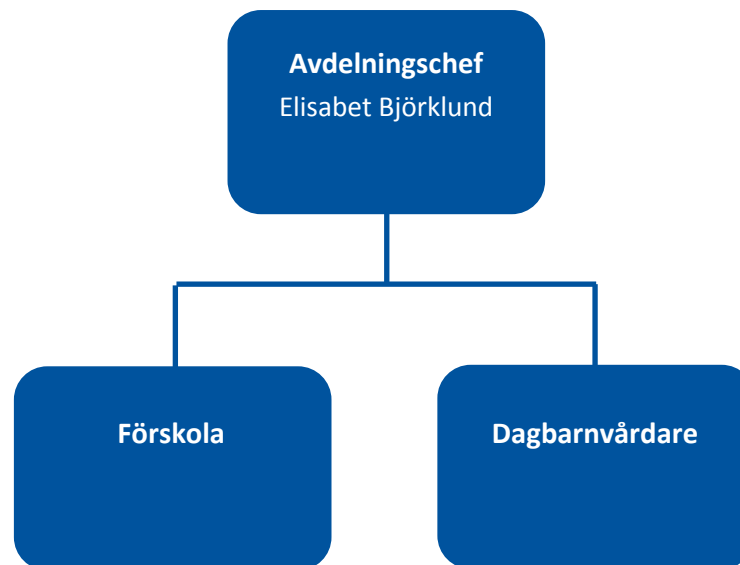 Avdelningschef
Elisabet Björklund
Förskola
Dagbarnvårdare